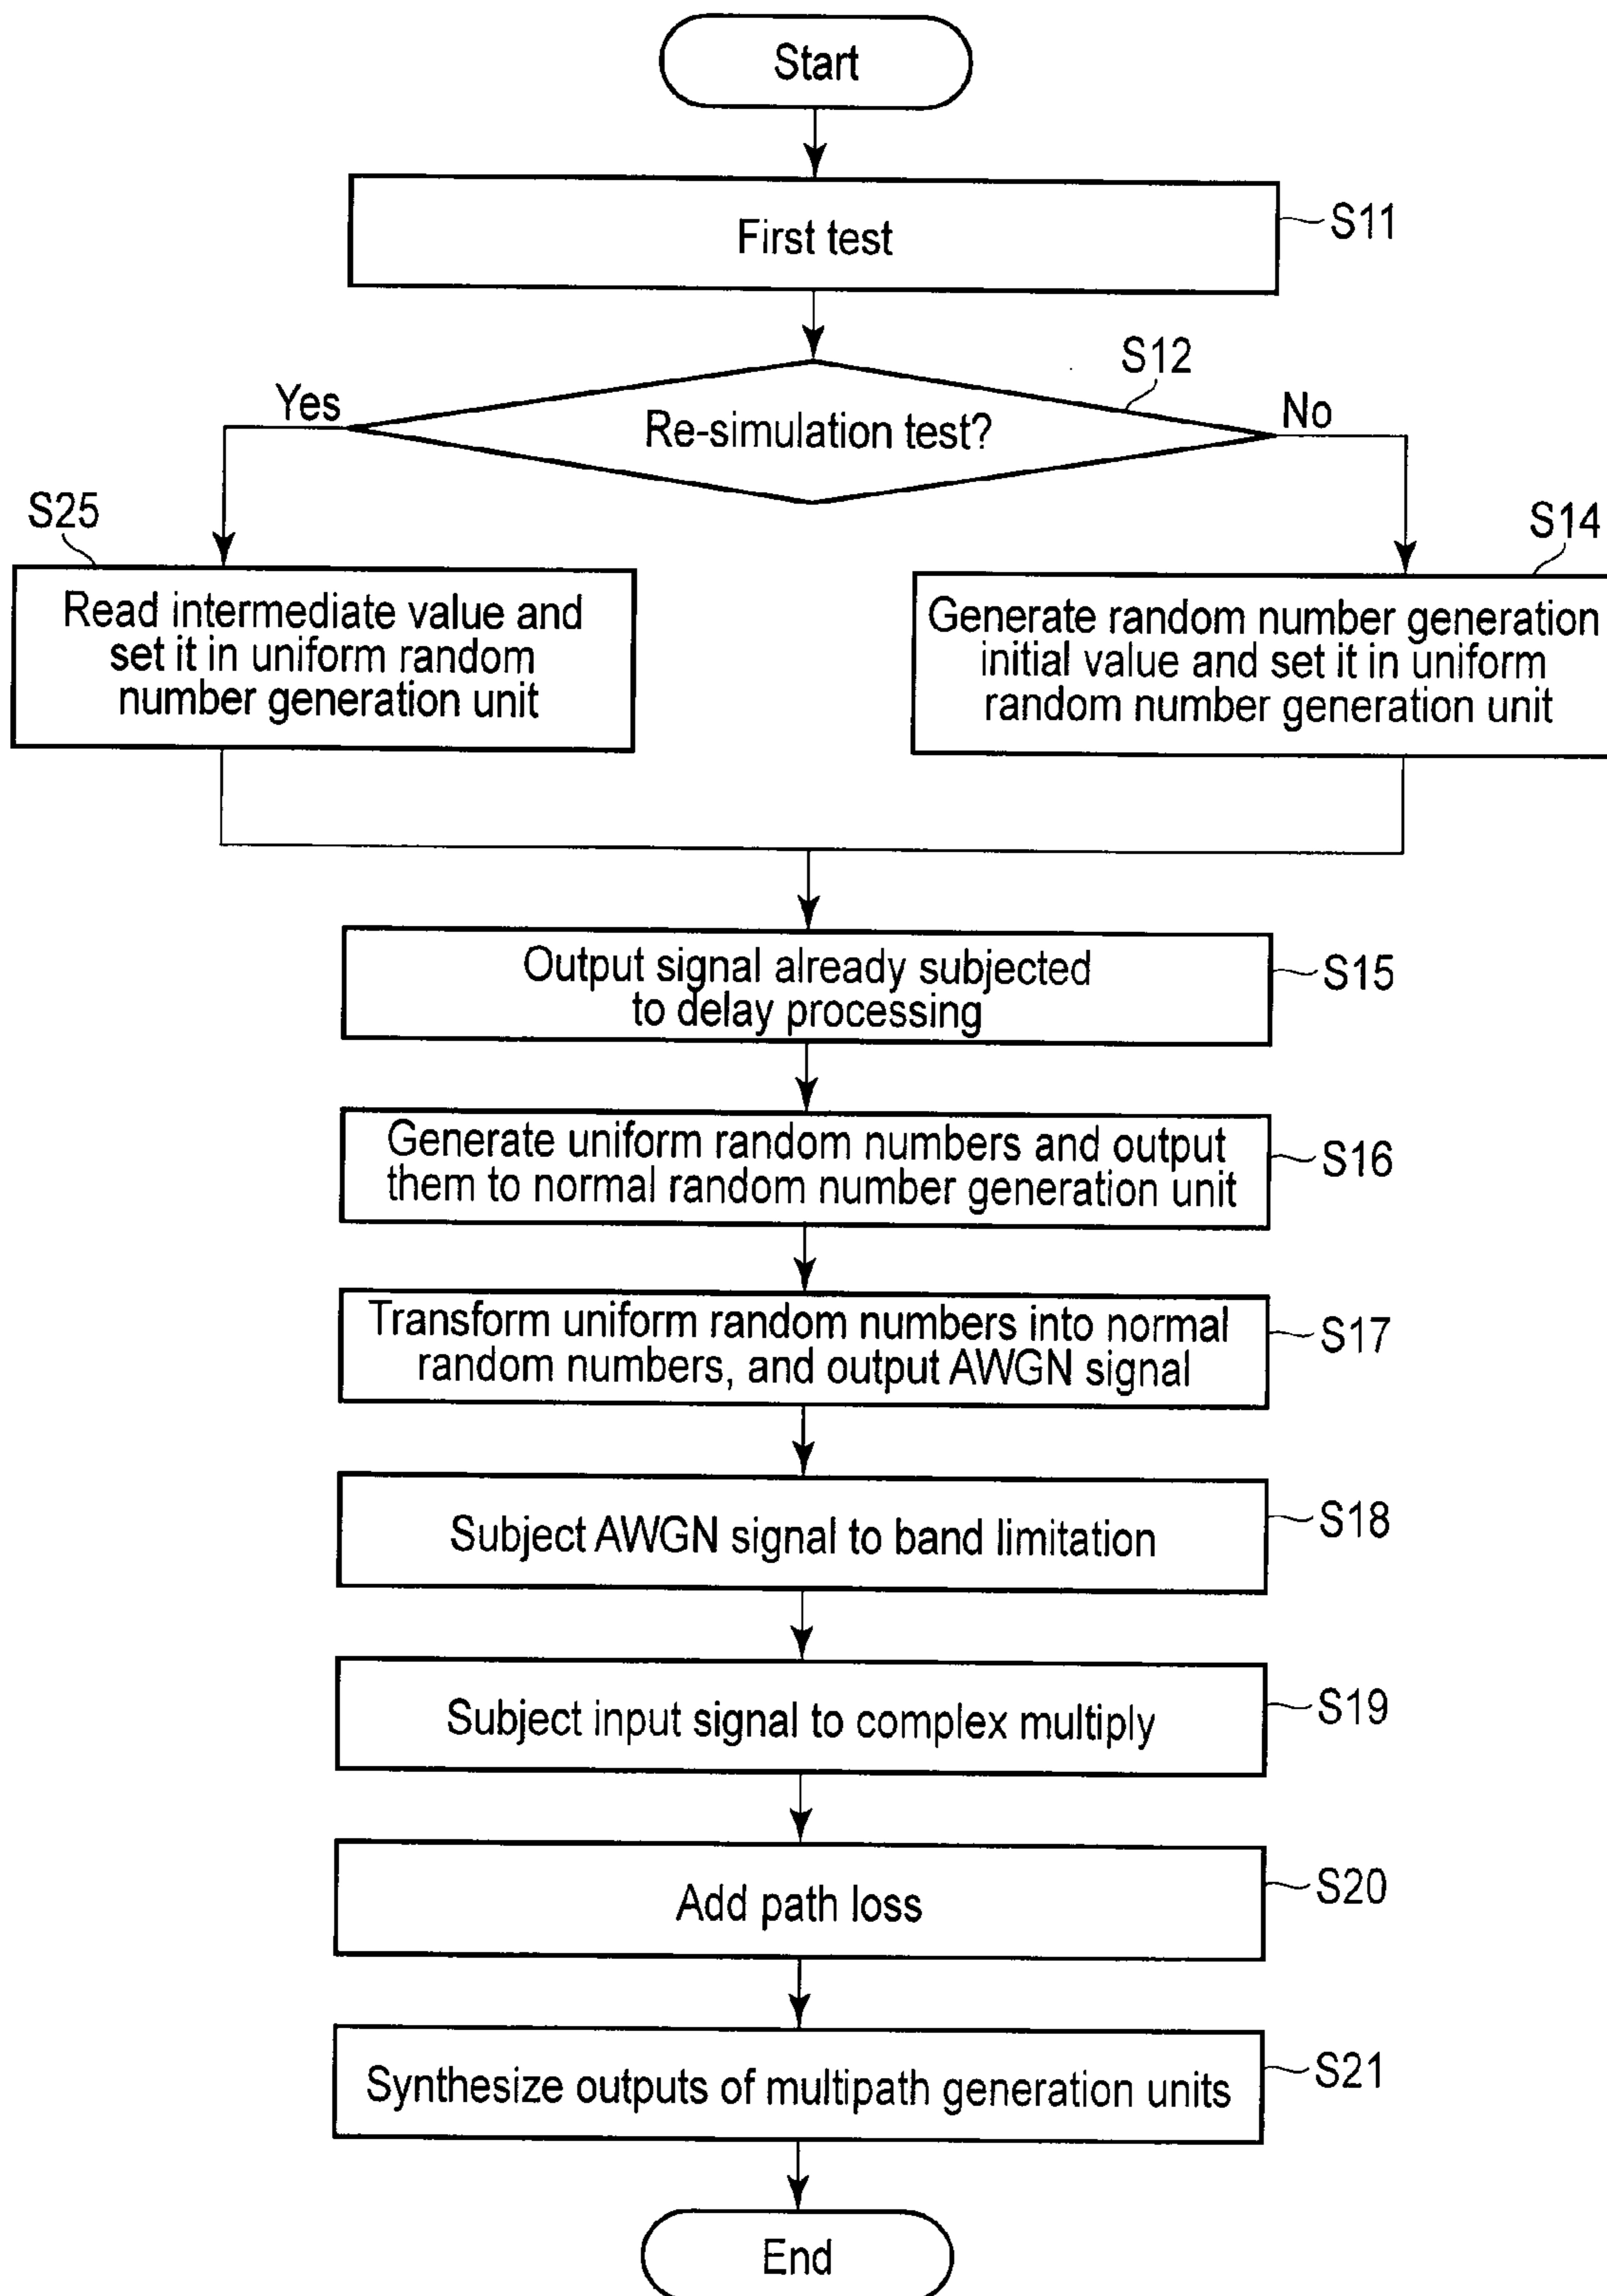 Start
First test
S11
S12
Yes
Re-simulation test?
No
S25
S14
Read intermediate value and
set it in uniform random
number generation unit
Generate random number generation
initial value and set it in uniform
random number generation unit
Output signal already subjected
to delay processing
S15
Generate uniform random numbers and output
them to normal random number generation unit
S16
Transform uniform random numbers into normal
random numbers, and output AWGN signal
S17
Subject AWGN signal to band limitation
S18
Subject input signal to complex multiply
S19
Add path loss
S20
Synthesize outputs of multipath generation units
S21
End